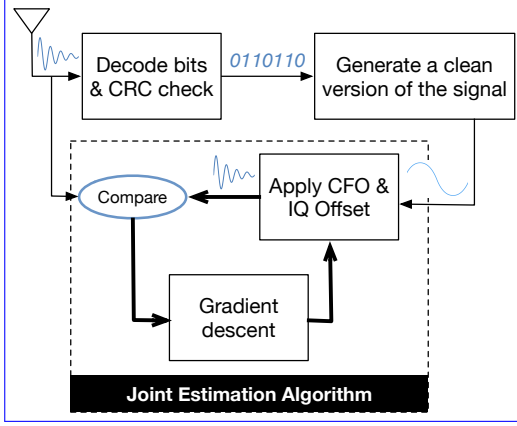 Decode bits
& CRC check
0110110
Generate a clean
version of the signal
Compare
Apply CFO &
IQ Offset
Gradient
descent
Joint Estimation Algorithm